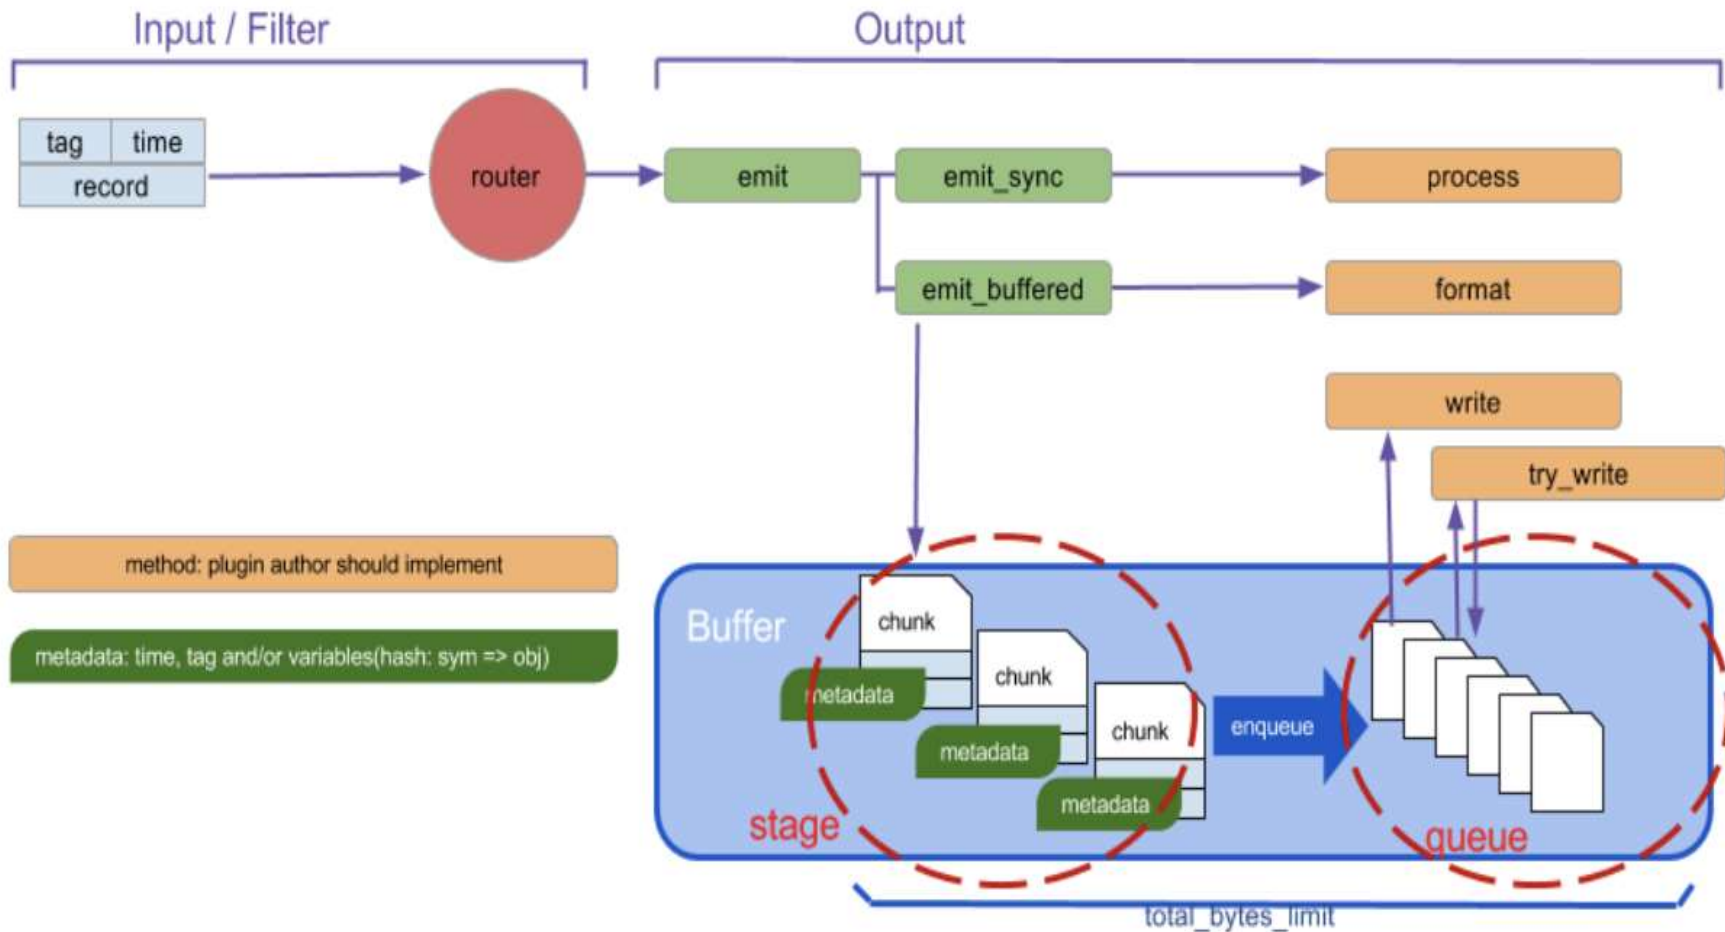 Input / Filter
Output
tag
time
record
router
emit
emit_sync
process
emit_buffered
format
write
try_write
method: plugin author should implement
metadata: time, tag and/or variables(hash: sym => obj)
Buffer
chunk
metadata
chunk
metadata
chunk
metadata
enqueue
stage
queue
total_bytes_limit